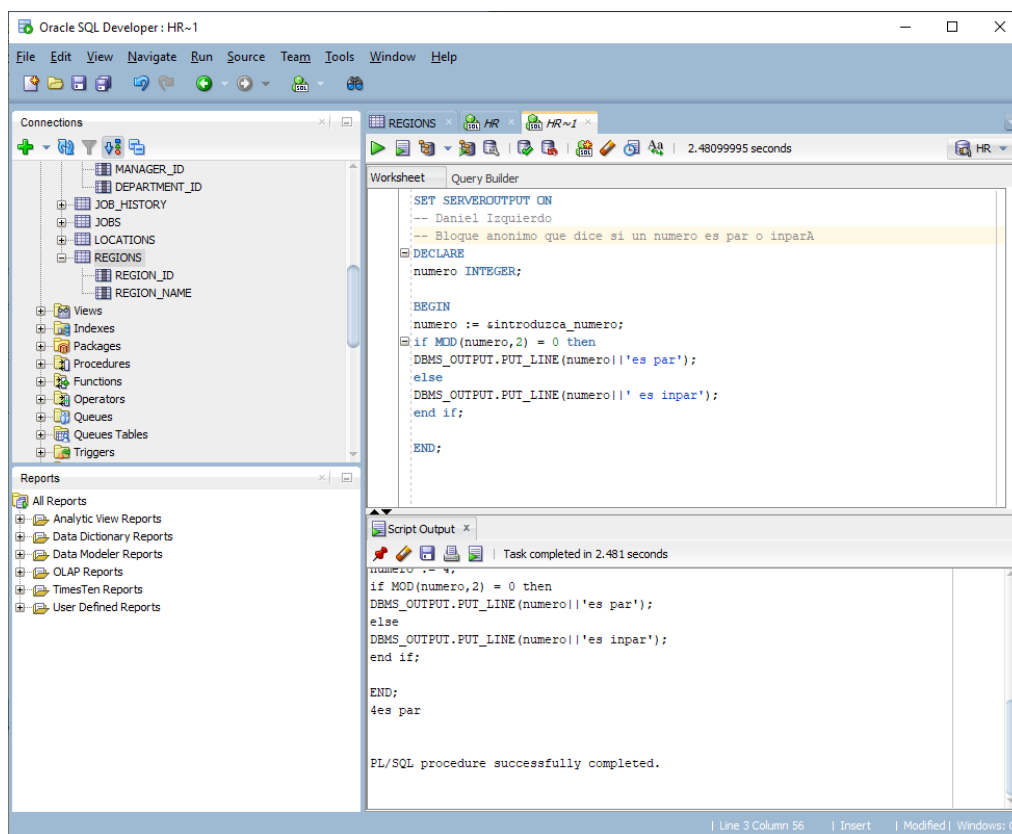 Oracle SQL Developer : HR~1
File Edit View Navigate Run Source Team Tools Window Help
Connections
MANAGER_ID
DEPARTMENT_ID
JOB_HISTORY
JOBS
LOCATIONS
REGIONS
REGION_ID
REGION_NAME
Views
Indexes
Packages
Procedures
Functions
Operators
Queues
Queues Tables
Triggers
Reports
All Reports
Analytic View Reports
Data Dictionary Reports
Data Modeler Reports
OLAP Reports
TimesTen Reports
User Defined Reports
REGIONS HR HR~1
2.48099995 seconds HR
Worksheet Query Builder
SET SERVEROUTPUT ON
-- Daniel Izquierdo
-- Bloque anonimo que dice si un numero es par o inparA
DECLARE
numero INTEGER;
BEGIN
numero := &introduzca_numero;
if MOD(numero,2) = 0 then
DBMS_OUTPUT.PUT_LINE(numero||'es par');
else
DBMS_OUTPUT.PUT_LINE(numero||' es inpar');
end if;
END;
Script Output
Task completed in 2.481 seconds
numero := 4;
if MOD(numero,2) = 0 then
DBMS_OUTPUT.PUT_LINE(numero||'es par');
else
DBMS_OUTPUT.PUT_LINE(numero||'es inpar');
end if;
END;
4es par
PL/SQL procedure successfully completed.
Line 3 Column 56 Insert Modified Windows: